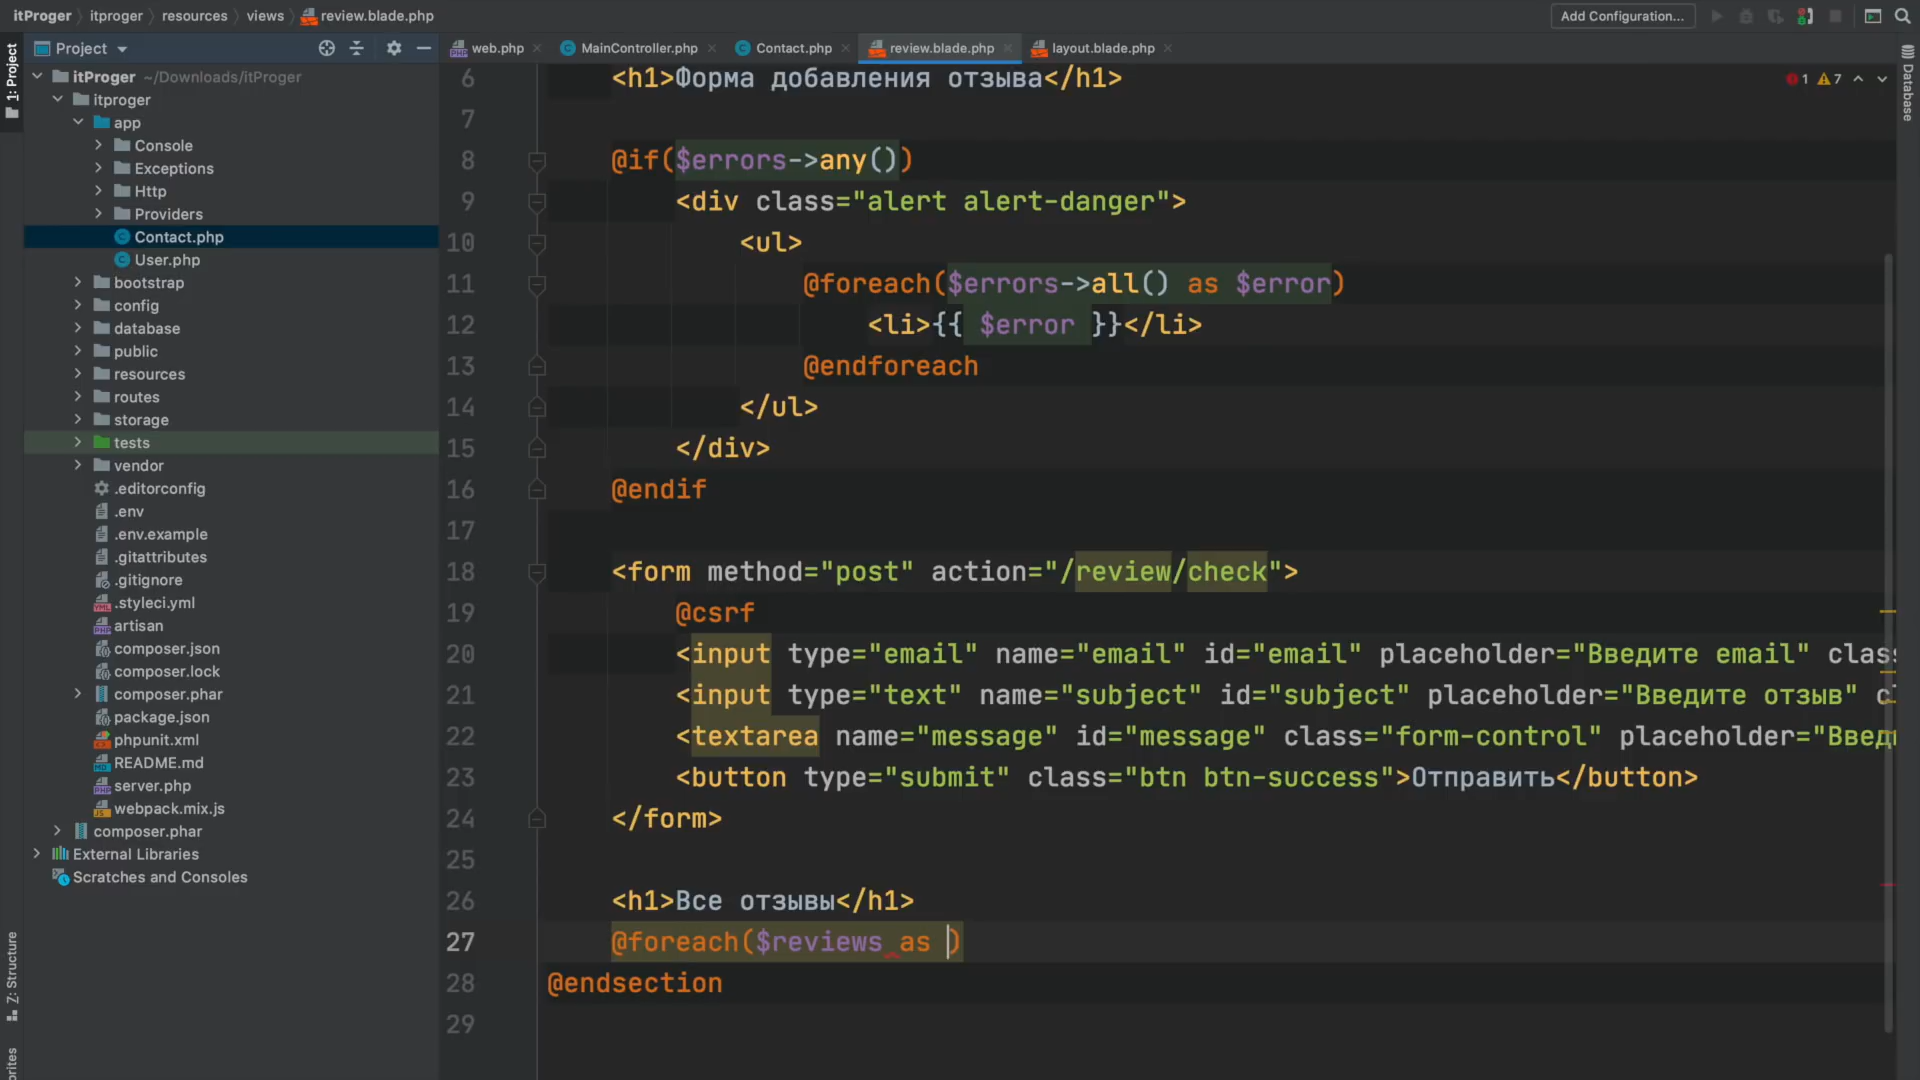 itProger itproger resources views review.blade.php Add Configuration...
Project web.php MainController.php Contact.php review.blade.php layout.blade.php
1: Project
Database
Z: Structure
orites
itProger ~/Downloads/itProger
itproger
app
Console
Exceptions
Http
Providers
Contact.php
User.php
bootstrap
config
database
public
resources
routes
storage
tests
vendor
.editorconfig
.env
.env.example
.gitattributes
.gitignore
.styleci.yml
artisan
composer.json
composer.lock
composer.phar
package.json
phpunit.xml
README.md
server.php
webpack.mix.js
composer.phar
External Libraries
Scratches and Consoles
1 7
6 <h1>Форма добавления отзыва</h1>
7
8 @if($errors->any())
9 <div class="alert alert-danger">
10 <ul>
11 @foreach($errors->all() as $error)
12 <li>{{ $error }}</li>
13 @endforeach
14 </ul>
15 </div>
16 @endif
17
18 <form method="post" action="/review/check">
19 @csrf
20 <input type="email" name="email" id="email" placeholder="Введите email" clas
21 <input type="text" name="subject" id="subject" placeholder="Введите отзыв" c
22 <textarea name="message" id="message" class="form-control" placeholder="Введ
23 <button type="submit" class="btn btn-success">Отправить</button>
24 </form>
25
26 <h1>Все отзывы</h1>
27 @foreach($reviews as )
28 @endsection
29